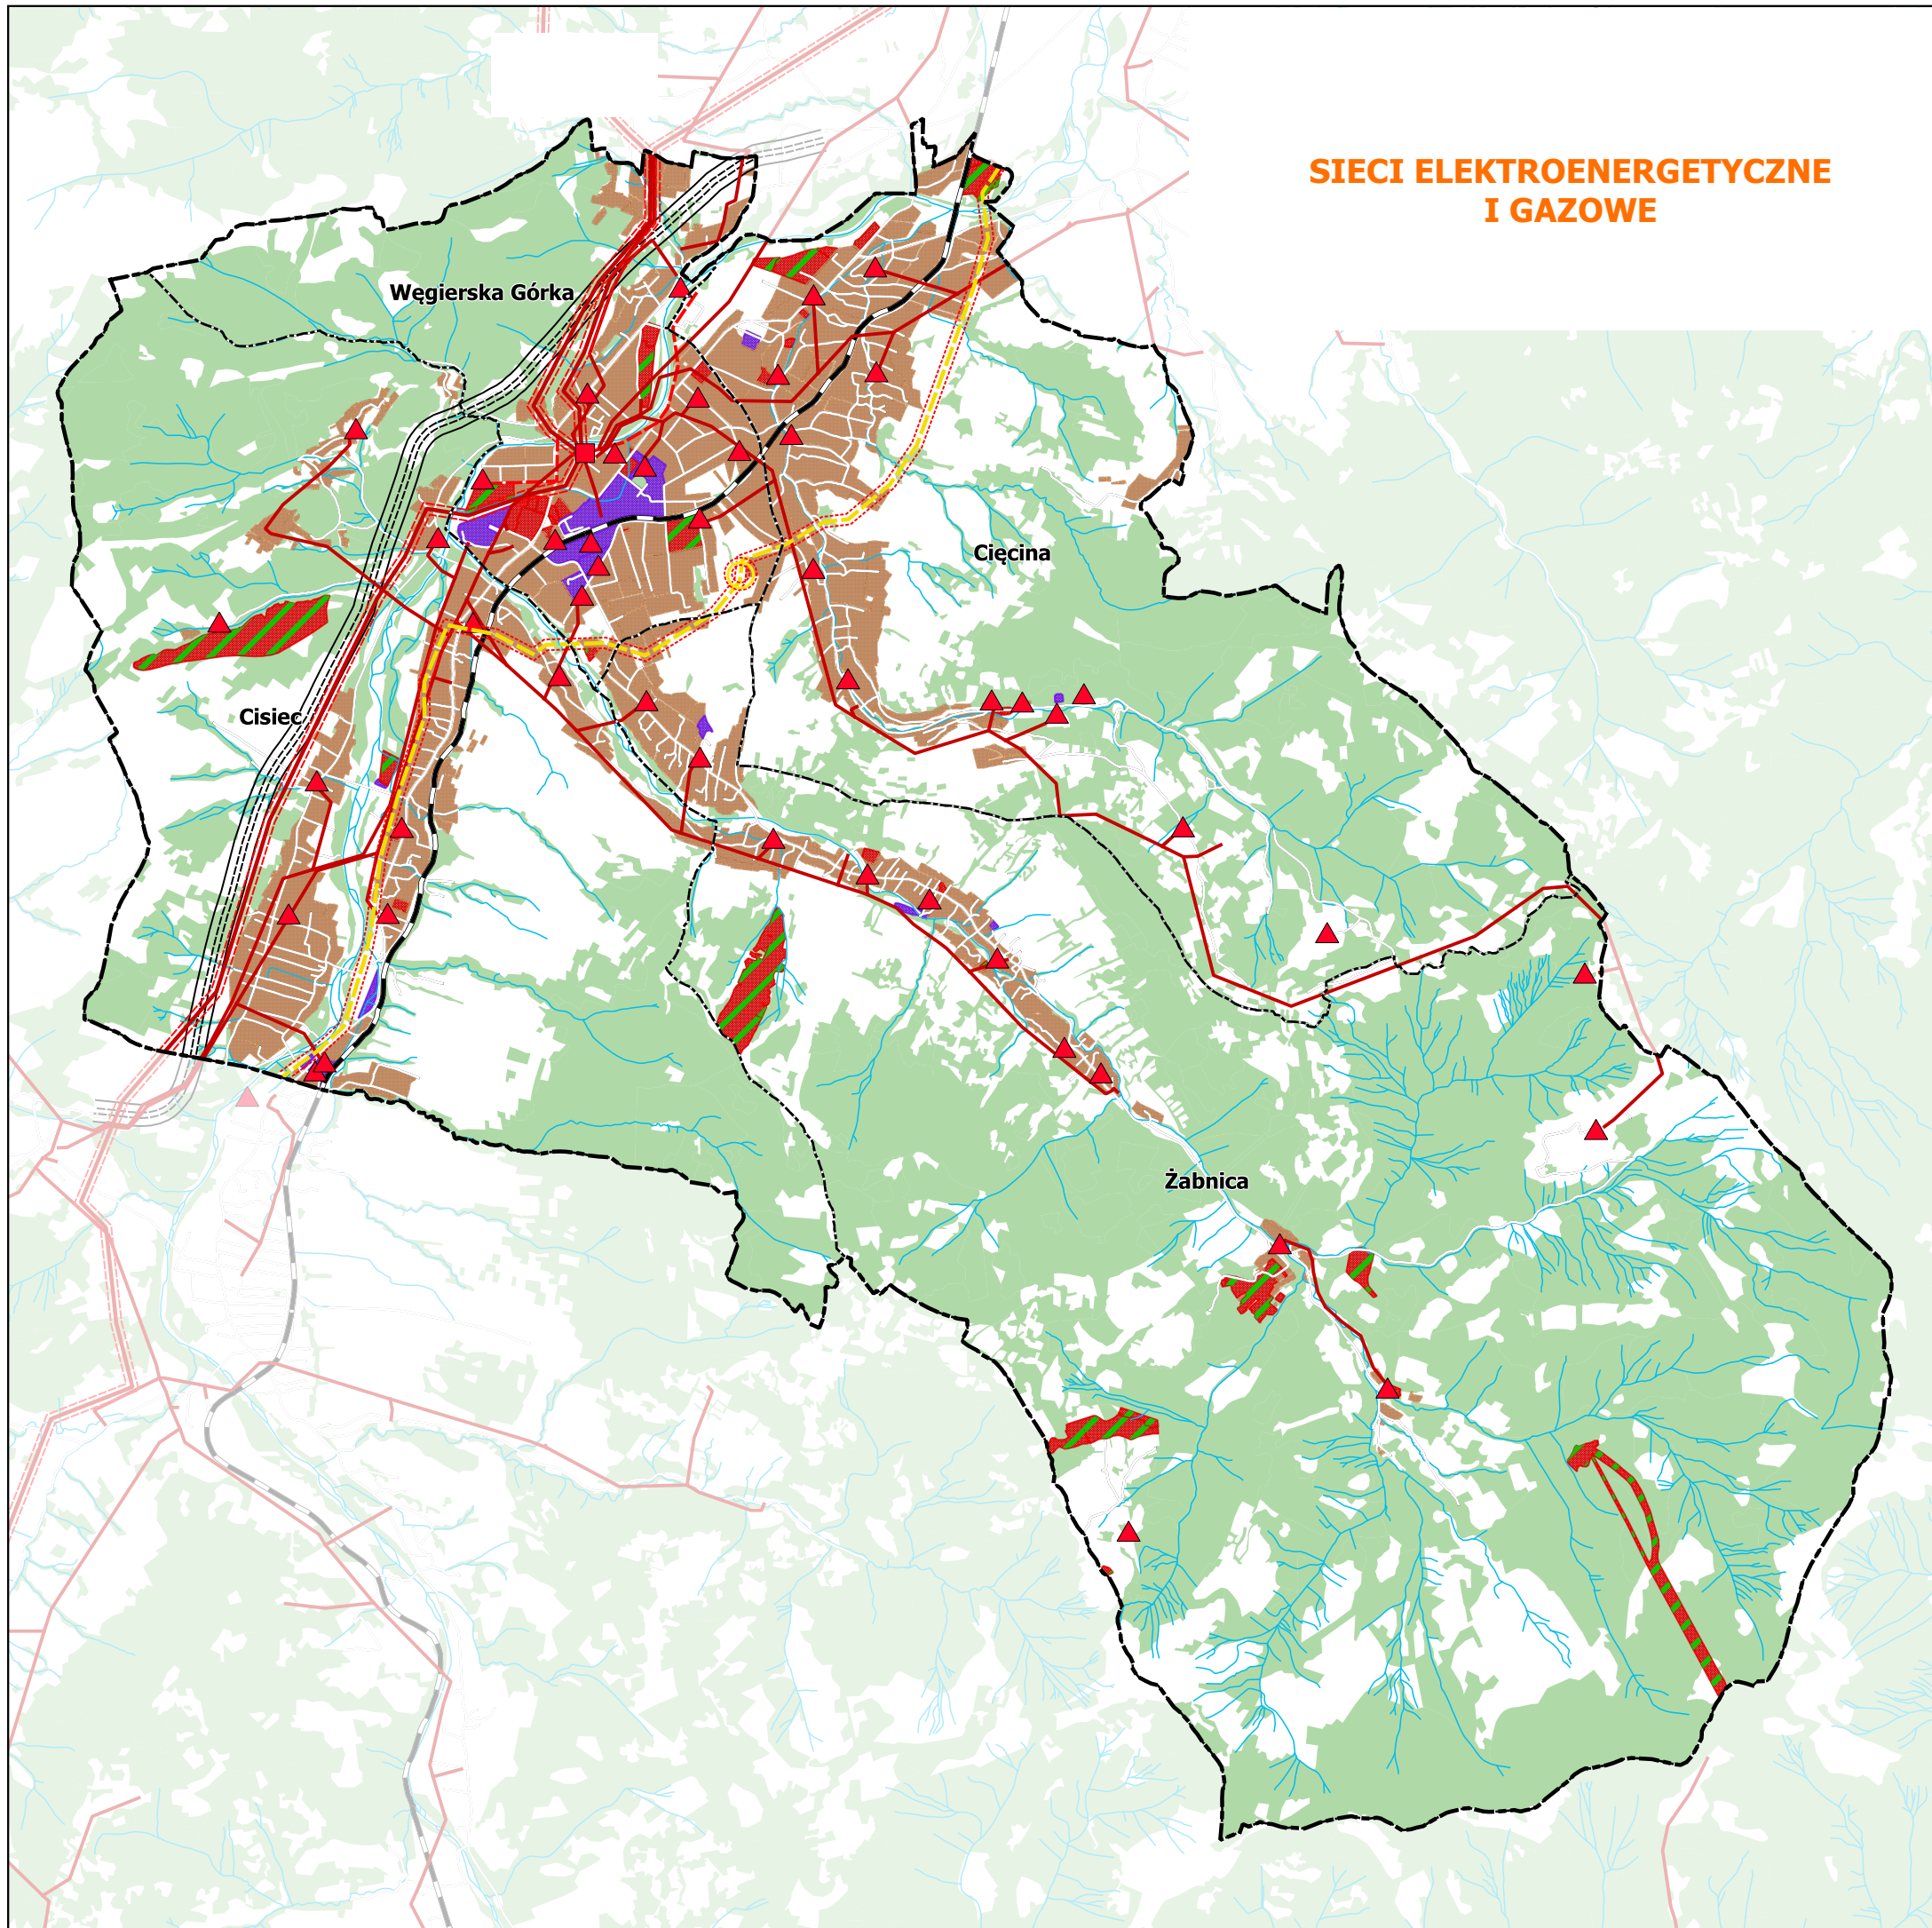 SIECI ELEKTROENERGETYCZNE
I GAZOWE
Węgierska Górka
Cięcina
Cisiec
Żabnica